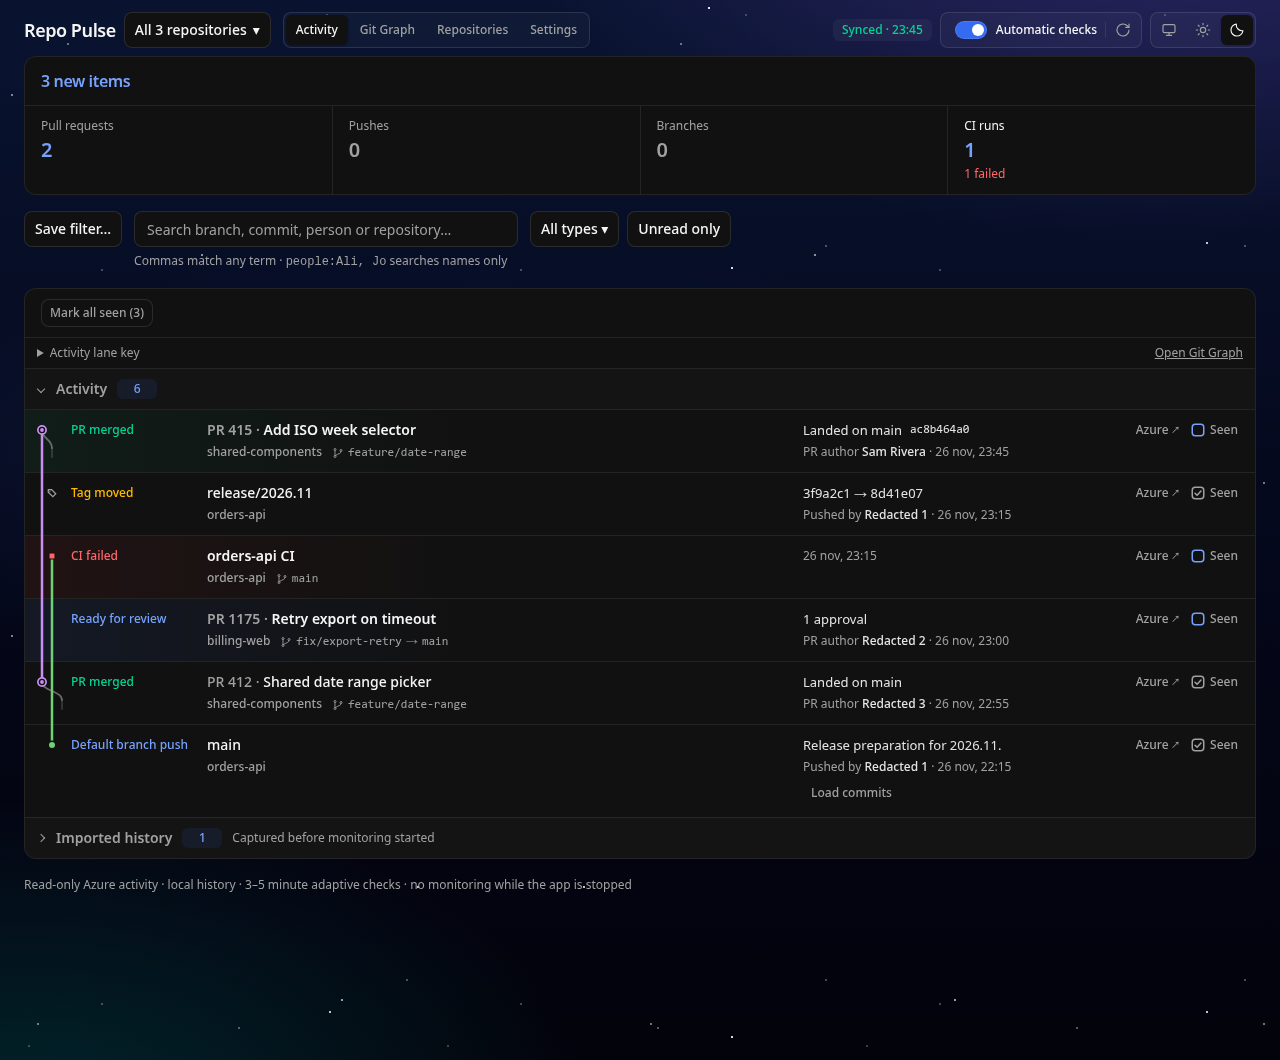 Repo Pulse
All 3 repositories ▾
Activity Git Graph Repositories Settings
Synced · 23:45
Automatic checks
3 new items
Pull requests Pushes Branches CI runs
2 0 0 1
1 failed
Save filter...
Search branch, commit, person or repository...
All types ▾
Unread only
Commas match any term · people:Ali, Jo searches names only
Mark all seen (3)
Activity lane key
Open Git Graph
Activity 6
PR merged PR 415 · Add ISO week selector Landed on main ac8b464a0 Azure ↗ Seen
shared-components feature/date-range PR author Sam Rivera · 26 nov, 23:45
Tag moved release/2026.11 3f9a2c1 → 8d41e07 Azure ↗ Seen
orders-api Pushed by Redacted 1 · 26 nov, 23:15
CI failed orders-api CI 26 nov, 23:15 Azure ↗ Seen
orders-api main
Ready for review PR 1175 · Retry export on timeout 1 approval Azure ↗ Seen
billing-web fix/export-retry → main PR author Redacted 2 · 26 nov, 23:00
PR merged PR 412 · Shared date range picker Landed on main Azure ↗ Seen
shared-components feature/date-range PR author Redacted 3 · 26 nov, 22:55
Default branch push main Release preparation for 2026.11. Azure ↗ Seen
orders-api Pushed by Redacted 1 · 26 nov, 22:15
Load commits
Imported history 1 Captured before monitoring started
Read-only Azure activity · local history · 3–5 minute adaptive checks · no monitoring while the app is stopped